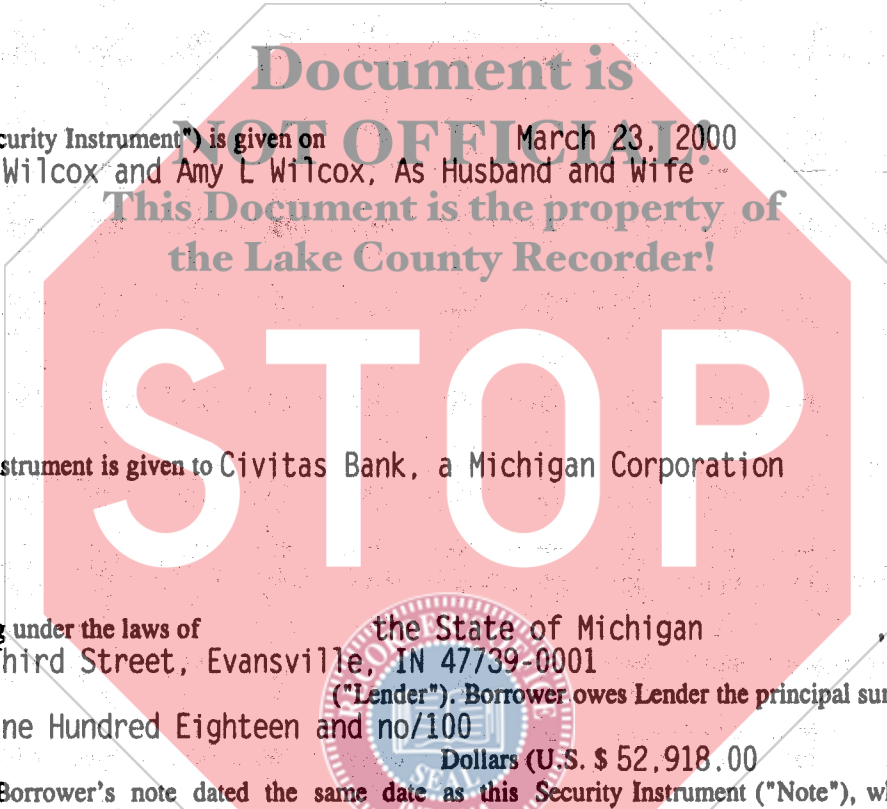 Document is
NOT OFFICIAL!
curity Instrument") is given on March 23, 2000
Wilcox and Amy L Wilcox, As Husband and Wife
This Document is the property of
the Lake County Recorder!
STOP
strument is given to Civitas Bank, a Michigan Corporation
g under the laws of the State of Michigan ,
hird Street, Evansville, IN 47739-0001
("Lender"). Borrower owes Lender the principal sur
ne Hundred Eighteen and no/100
Dollars (U.S. $ 52,918.00
SEAL
Borrower's note dated the same date as this Security Instrument ("Note"), w